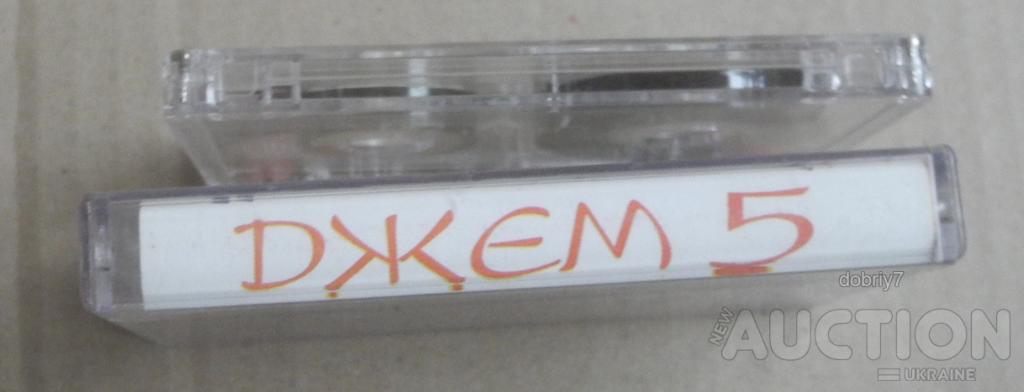 ДЖЕМ 5
dobriy7
NEW AUCTION
UKRAINE